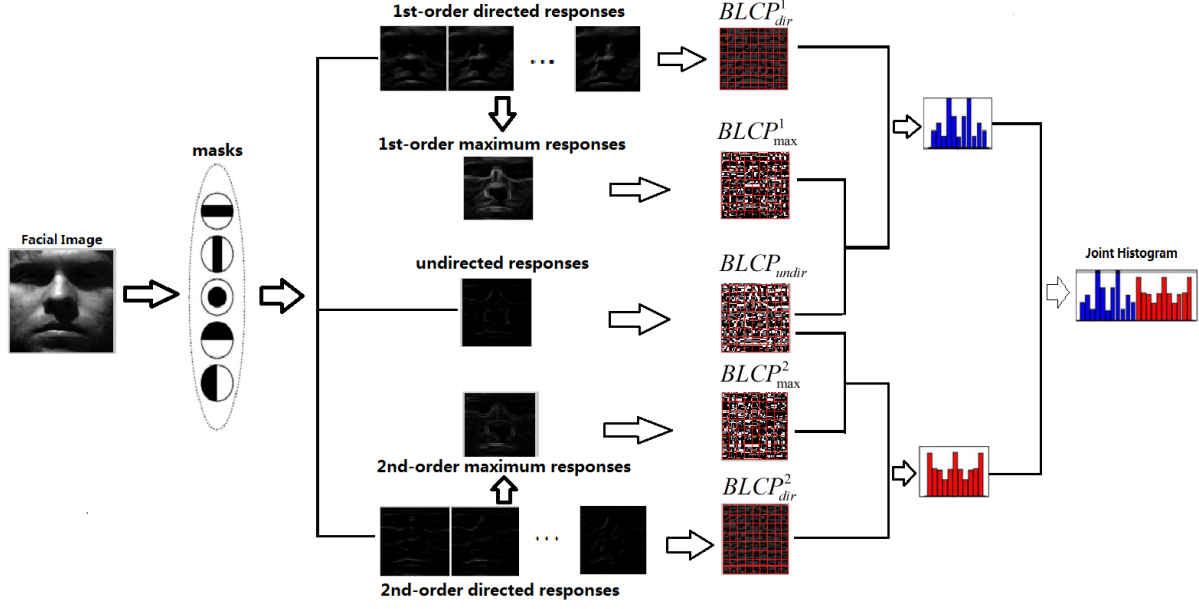 1st-order directed responses
BLCP^1_dir
1st-order maximum responses
BLCP^1_max
masks
Facial Image
undirected responses
BLCP_undir
Joint Histogram
BLCP^2_max
2nd-order maximum responses
BLCP^2_dir
2nd-order directed responses